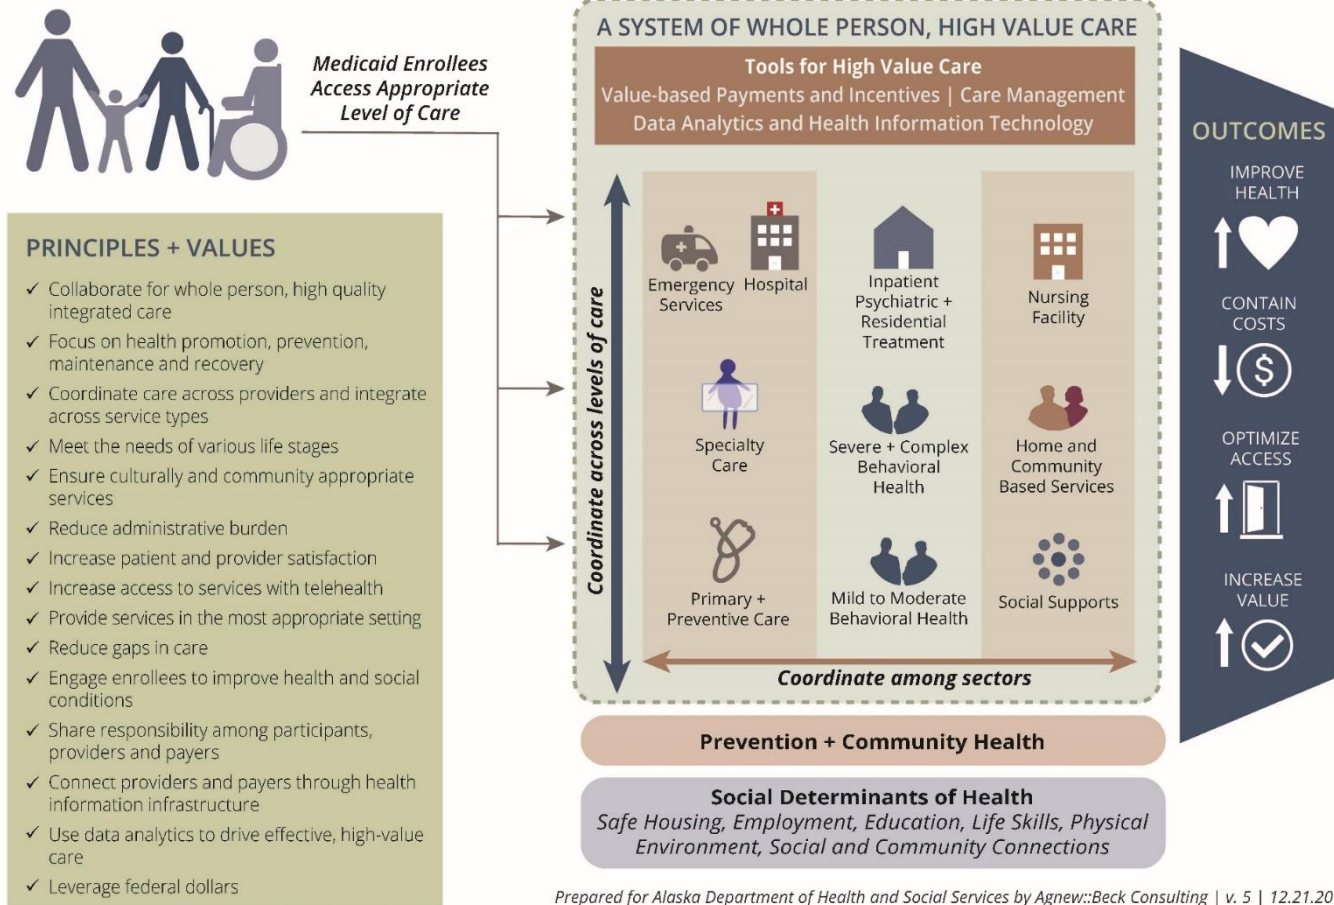 Medicaid Enrollees
Access Appropriate
Level of Care
PRINCIPLES + VALUES
✓ Collaborate for whole person, high quality
integrated care
✓ Focus on health promotion, prevention,
maintenance and recovery
✓ Coordinate care across providers and integrate
across service types
✓ Meet the needs of various life stages
✓ Ensure culturally and community appropriate
services
✓ Reduce administrative burden
✓ Increase patient and provider satisfaction
✓ Increase access to services with telehealth
✓ Provide services in the most appropriate setting
✓ Reduce gaps in care
✓ Engage enrollees to improve health and social
conditions
✓ Share responsibility among participants,
providers and payers
✓ Connect providers and payers through health
information infrastructure
✓ Use data analytics to drive effective, high-value
care
✓ Leverage federal dollars
A SYSTEM OF WHOLE PERSON, HIGH VALUE CARE
Tools for High Value Care
Value-based Payments and Incentives | Care Management
Data Analytics and Health Information Technology
Coordinate across levels of care
Emergency
Services
Hospital
Inpatient
Psychiatric +
Residential
Treatment
Nursing
Facility
Specialty
Care
Severe + Complex
Behavioral
Health
Home and
Community
Based Services
Primary +
Preventive Care
Mild to Moderate
Behavioral Health
Social Supports
Coordinate among sectors
Prevention + Community Health
Social Determinants of Health
Safe Housing, Employment, Education, Life Skills, Physical
Environment, Social and Community Connections
OUTCOMES
IMPROVE
HEALTH
CONTAIN
COSTS
$
OPTIMIZE
ACCESS
INCREASE
VALUE
Prepared for Alaska Department of Health and Social Services by Agnew::Beck Consulting | v. 5 | 12.21.20